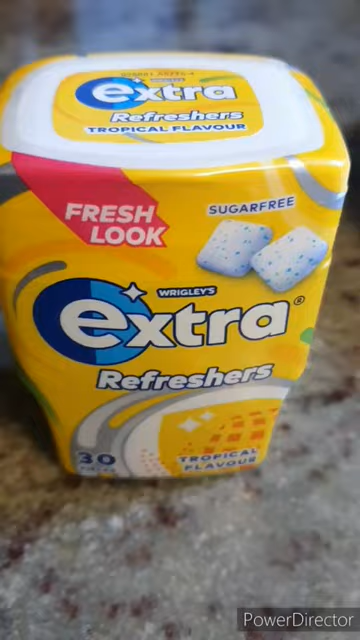 extra
Refreshers
TROPICAL FLAVOUR
FRESH
LOOK
SUGARFREE
WRIGLEY'S
extra®
Refreshers
30
TROPICAL
FLAVOUR
PowerDirector